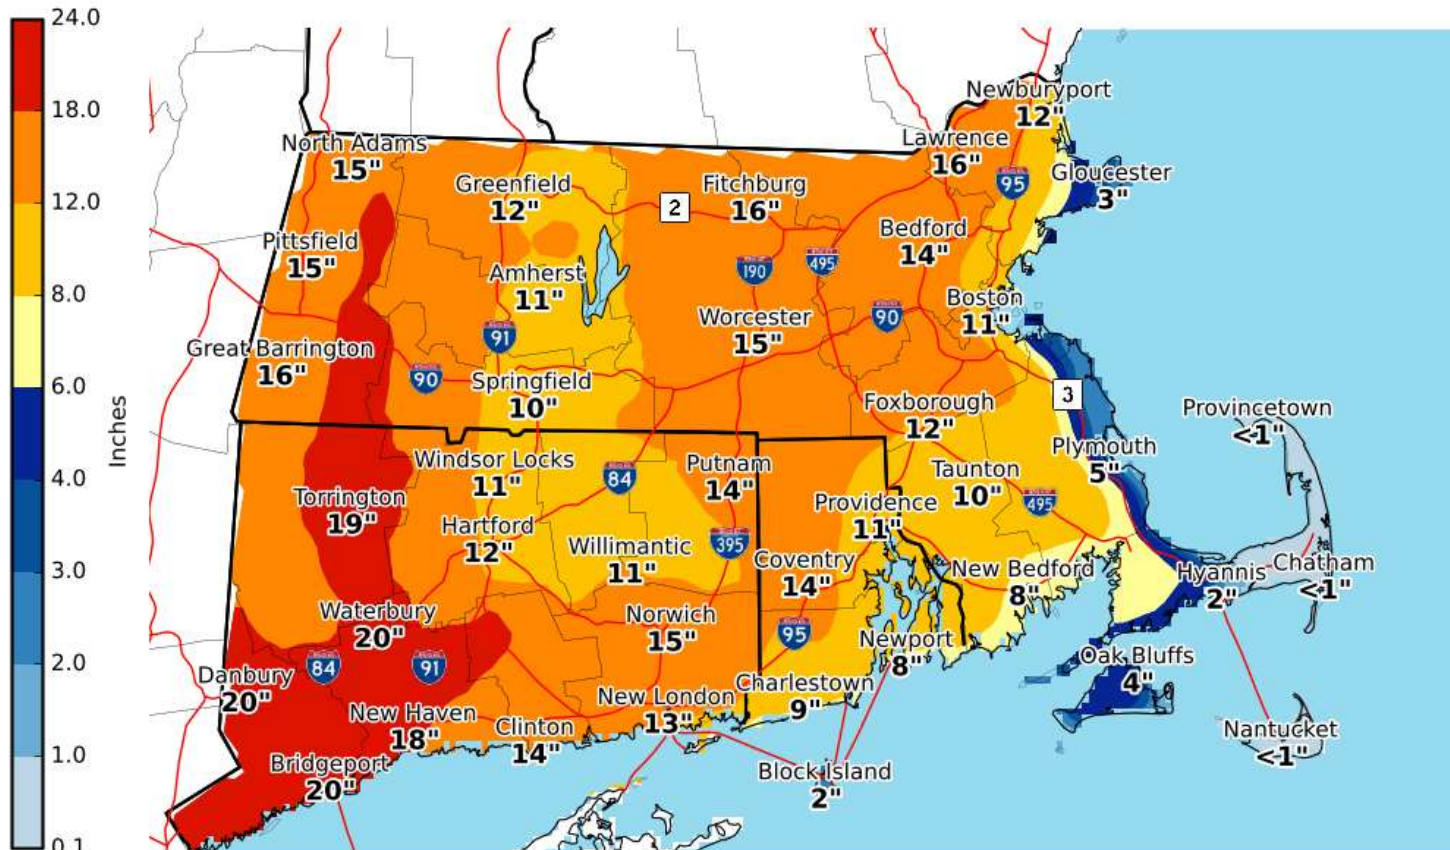 24.0
18.0
12.0
8.0
6.0
4.0
3.0
2.0
1.0
0.1
Inches
Newburyport
12"
Lawrence
16"
North Adams
15"
Gloucester
3"
95
Greenfield
12"
2
Fitchburg
16"
Bedford
14"
Pittsfield
15"
190
495
Amherst
11"
Boston
11"
Worcester
15"
90
91
Great Barrington
16"
90
Springfield
10"
3
Foxborough
12"
Provincetown
<1"
Plymouth
5"
Windsor Locks
11"
84
Putnam
14"
Taunton
10"
495
Torrington
19"
Providence
11"
Hartford
12"
395
Willimantic
11"
Coventry
14"
New Bedford
8"
Hyannis
2"
Chatham
<1"
Waterbury
20"
Norwich
15"
95
Newport
8"
Oak Bluffs
4"
84
91
Danbury
20"
New London
13"
Charlestown
9"
New Haven
18"
Clinton
14"
Nantucket
<1"
Bridgeport
20"
Block Island
2"